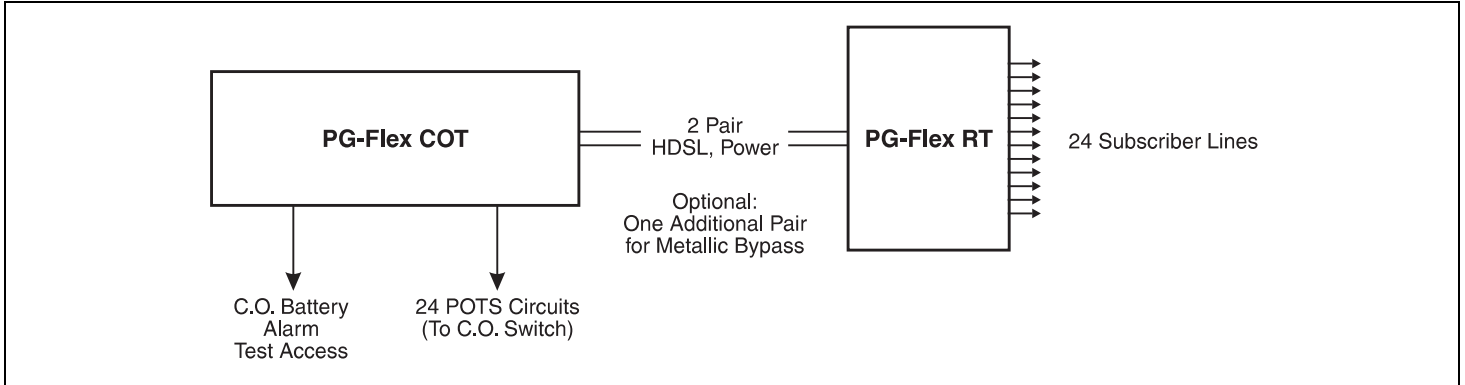 PG-Flex COT
2 Pair
HDSL, Power
PG-Flex RT
24 Subscriber Lines
Optional:
One Additional Pair
for Metallic Bypass
C.O. Battery
Alarm
Test Access
24 POTS Circuits
(To C.O. Switch)